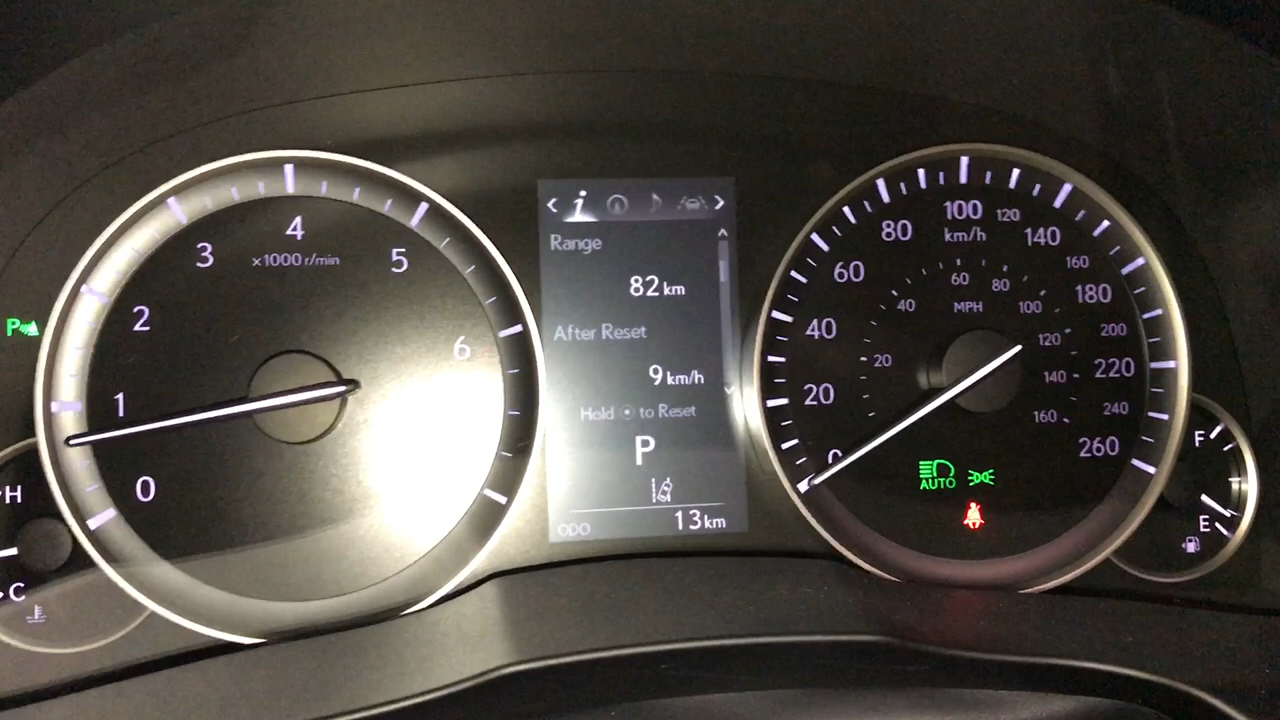 4
3
×1000 r/min
5
2
6
1
0
P
H
C
Range
82 km
After Reset
9 km/h
Hold to Reset
P
ODO 13 km
100
120
80
km/h
140
60
160
180
40
200
220
20
240
0
260
60
80
40
MPH
100
20
120
140
160
AUTO
F
E